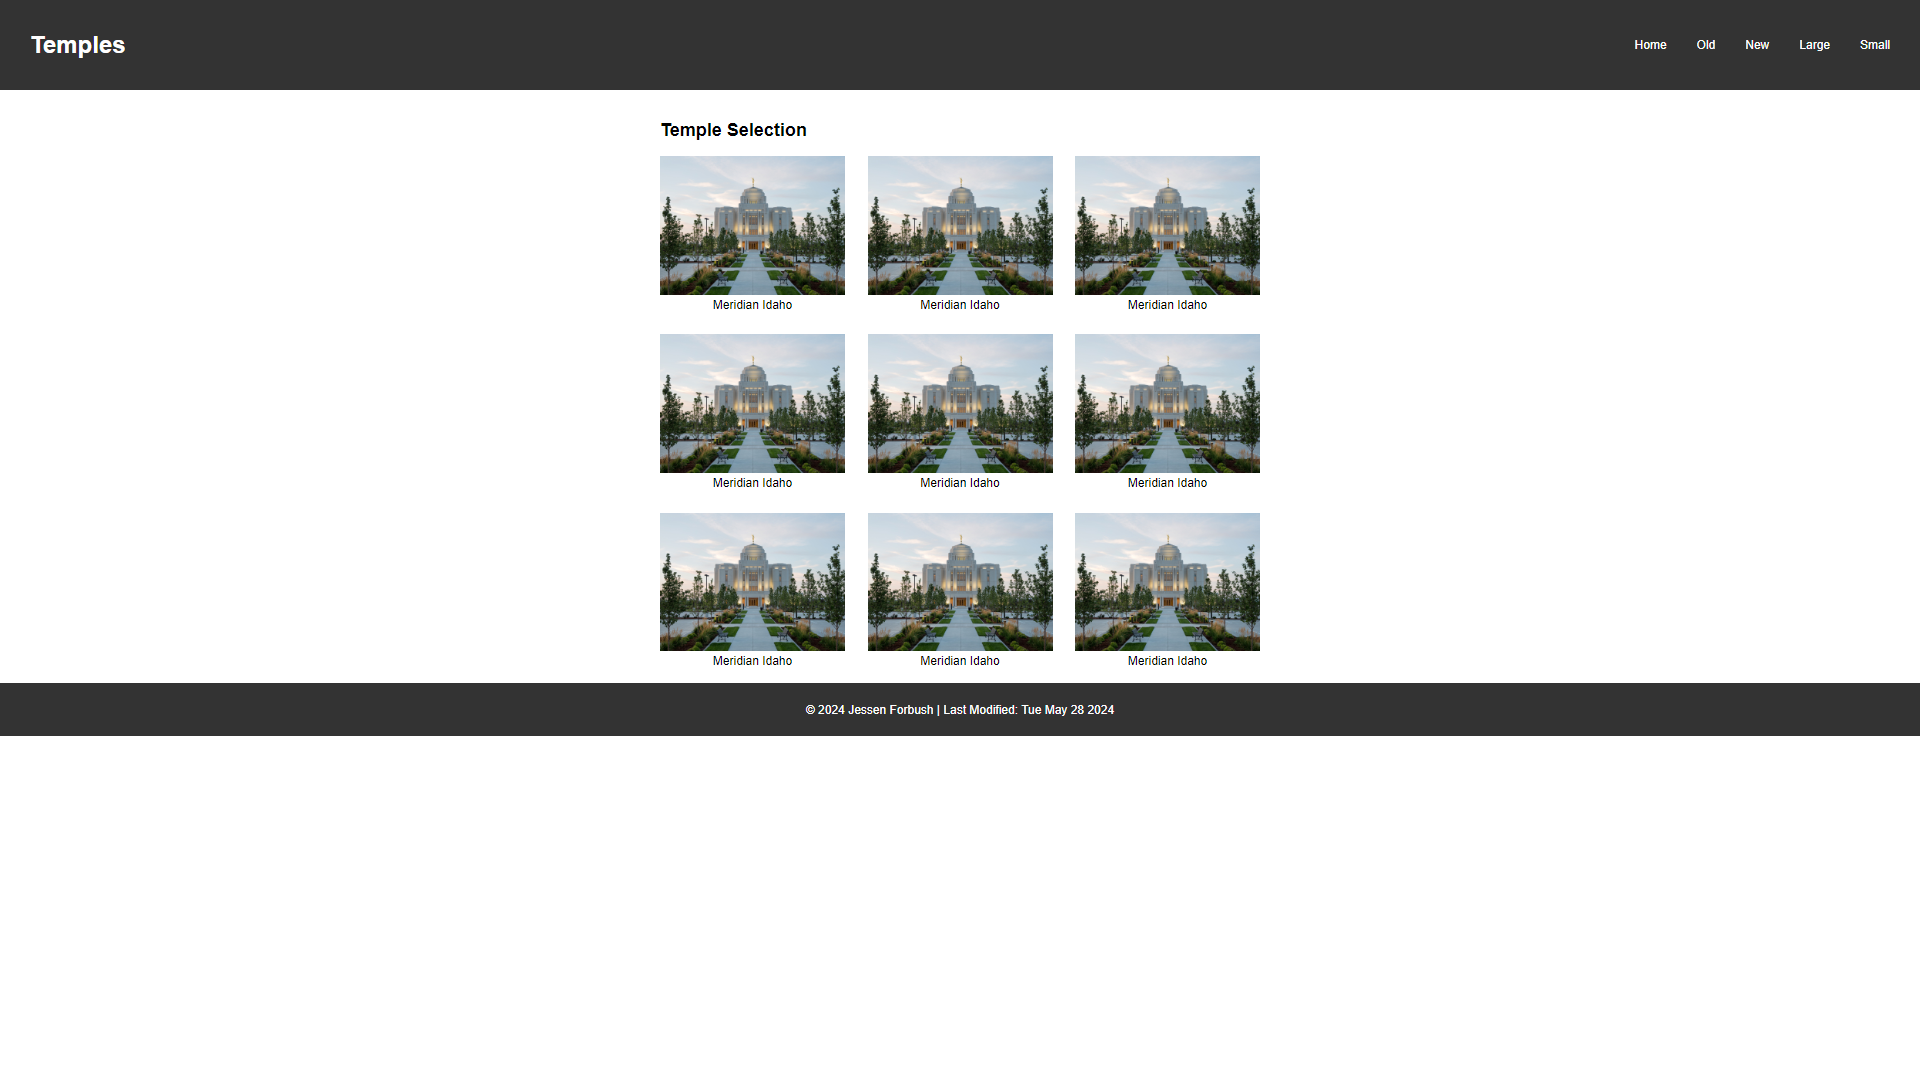 Temples
Home Old New Large Small
Temple Selection
Meridian Idaho Meridian Idaho Meridian Idaho
Meridian Idaho Meridian Idaho Meridian Idaho
Meridian Idaho Meridian Idaho Meridian Idaho
© 2024 Jessen Forbush | Last Modified: Tue May 28 2024